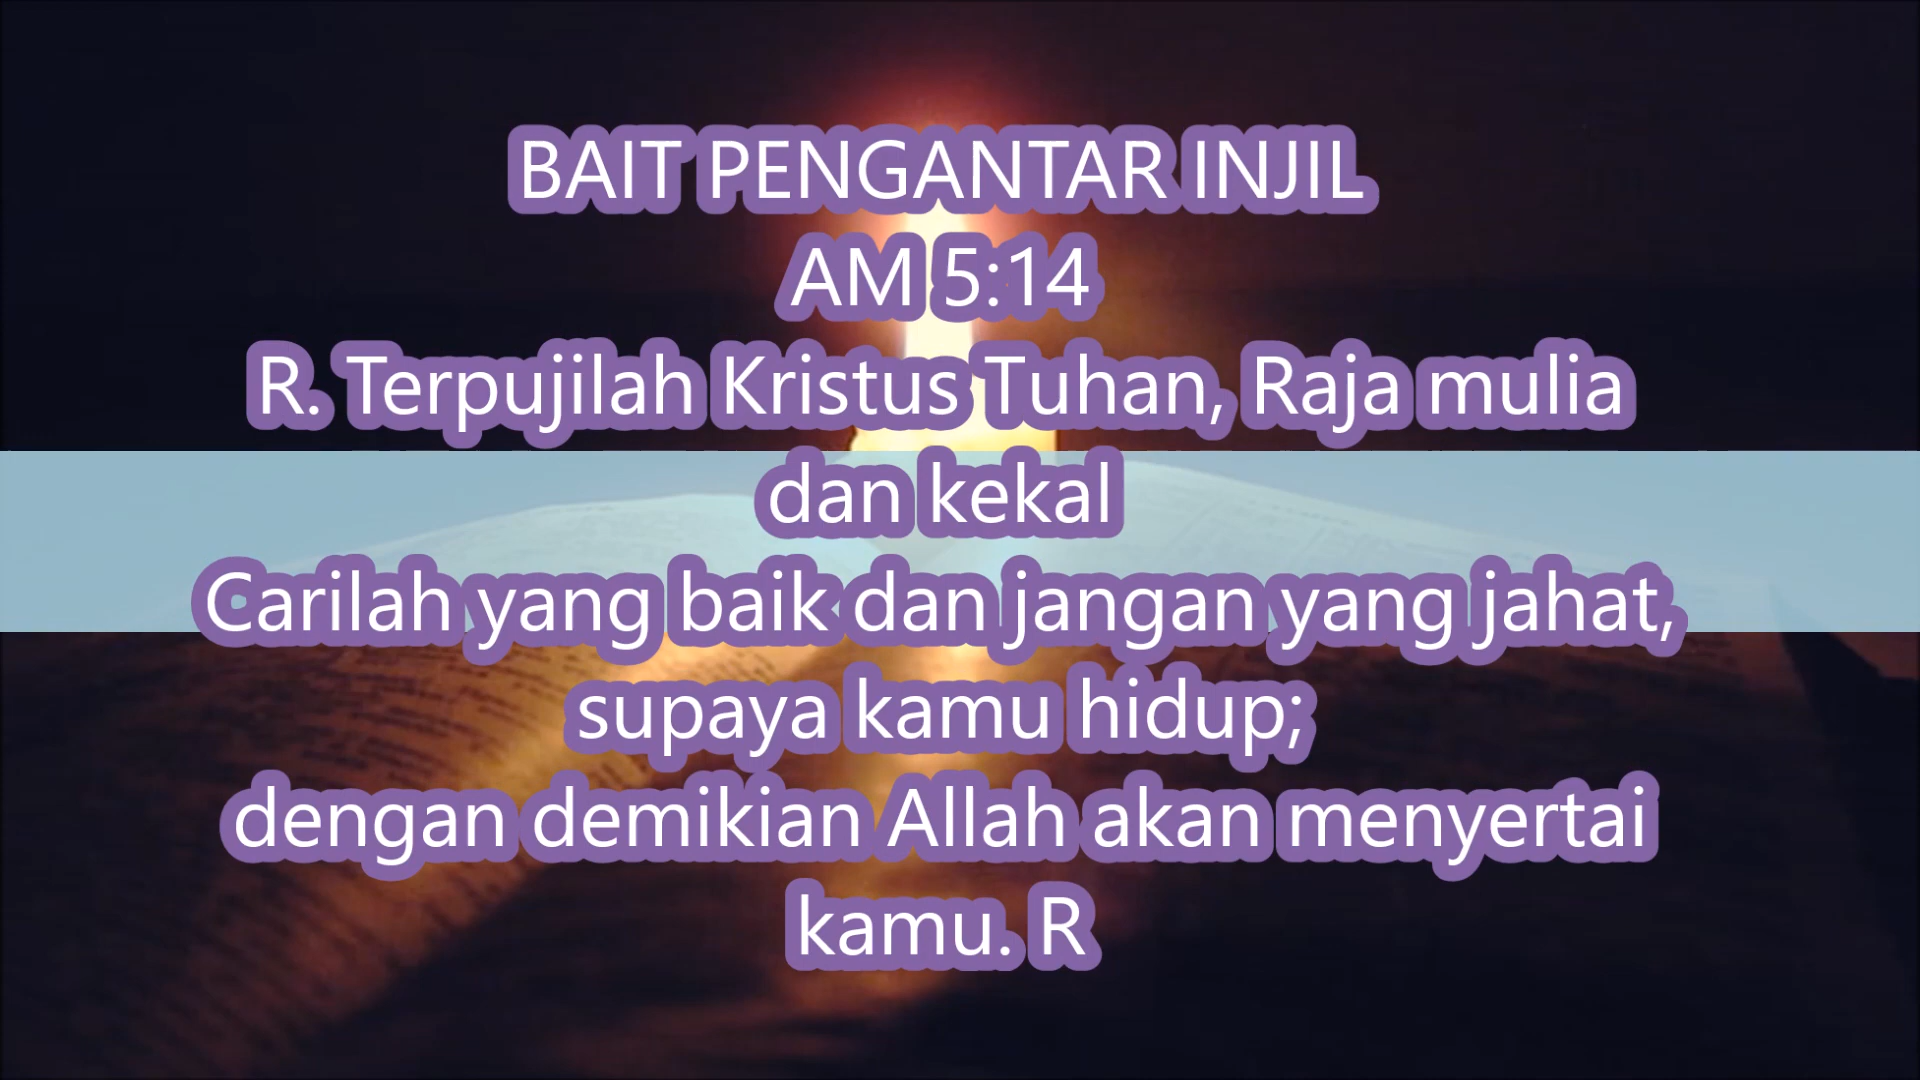 BAIT PENGANTAR INJIL
AM 5:14
R. Terpujilah Kristus Tuhan, Raja mulia
dan kekal
Carilah yang baik dan jangan yang jahat,
supaya kamu hidup;
dengan demikian Allah akan menyertai
kamu. R